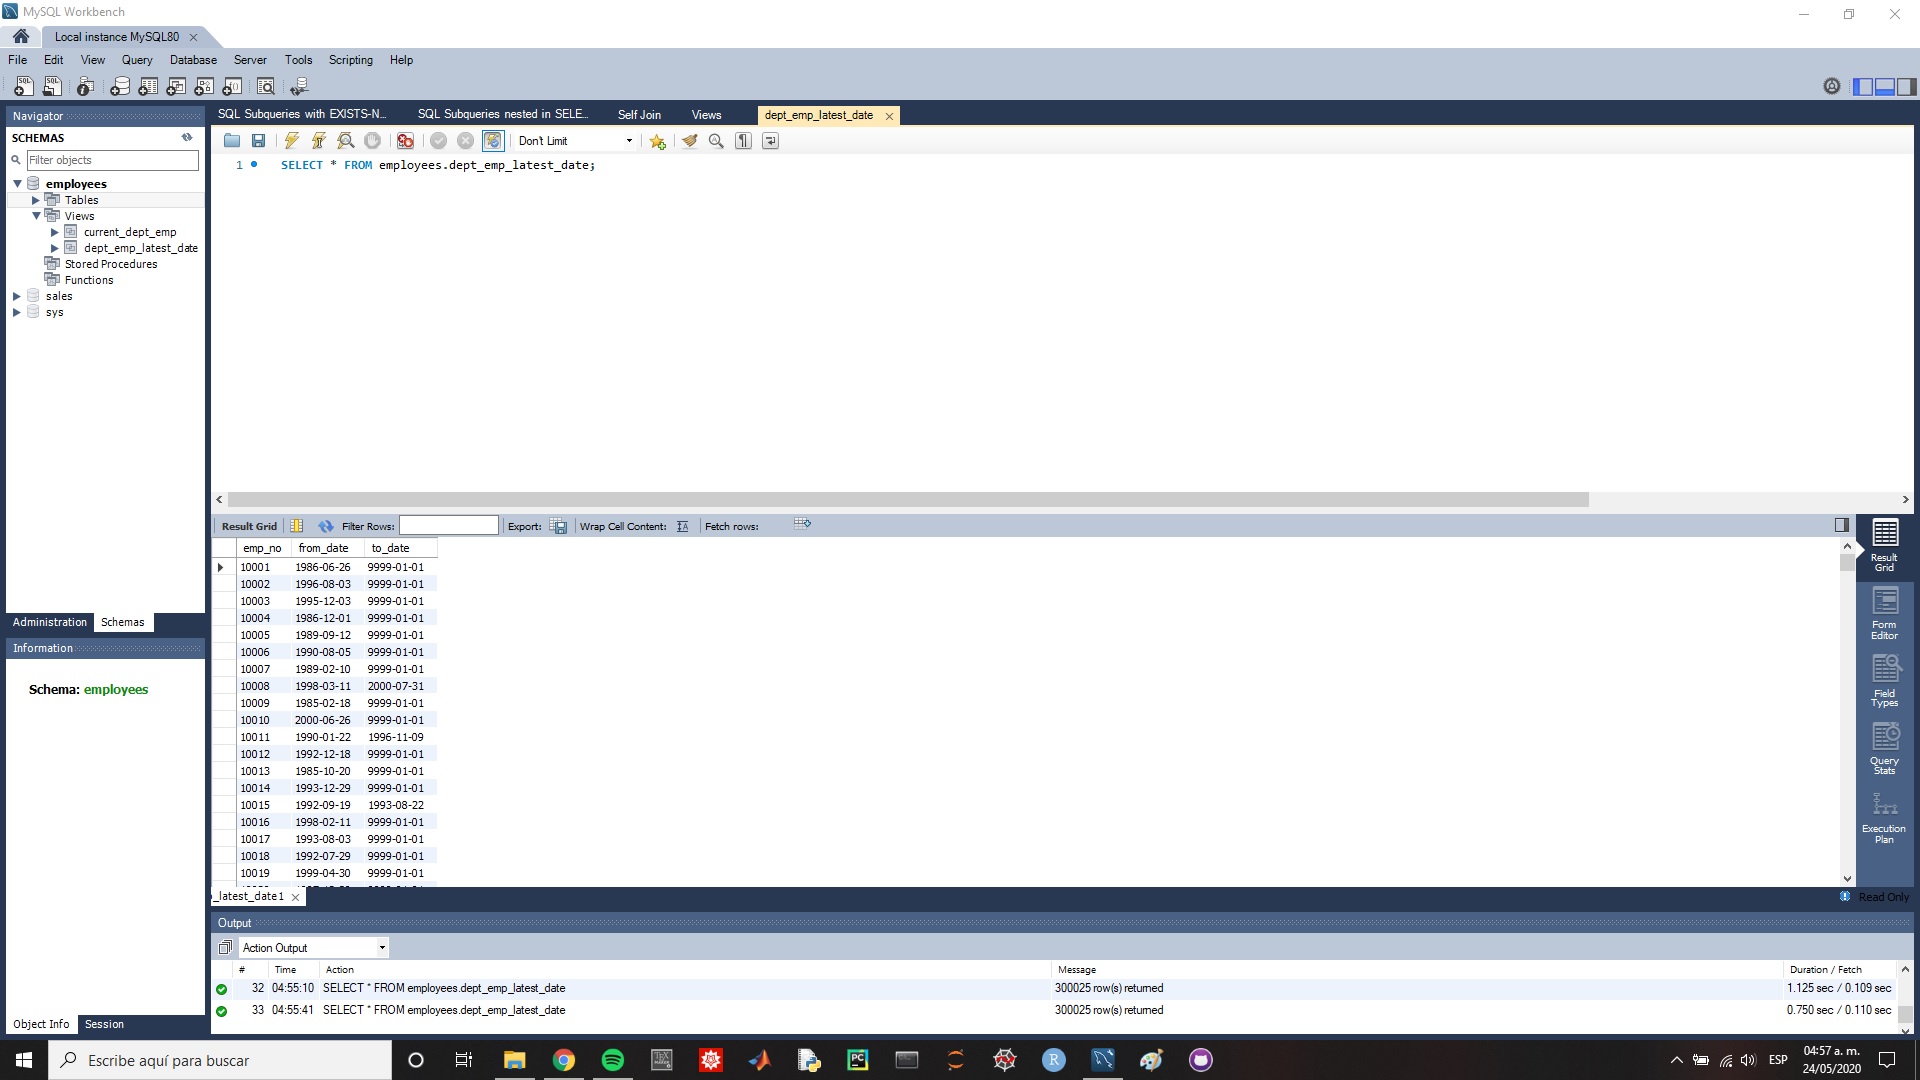 MySQL Workbench
Local instance MySQL80
File Edit View Query Database Server Tools Scripting Help
Navigator
SCHEMAS
Filter objects
employees
Tables
Views
current_dept_emp
dept_emp_latest_date
Stored Procedures
Functions
sales
sys
Administration Schemas
Information
Schema: employees
Object Info Session
SQL Subqueries with EXISTS-N... SQL Subqueries nested in SELE... Self Join Views dept_emp_latest_date
Don't Limit
1 SELECT * FROM employees.dept_emp_latest_date;
Result Grid Filter Rows: Export: Wrap Cell Content: Fetch rows:
emp_no from_date to_date
10001 1986-06-26 9999-01-01
10002 1996-08-03 9999-01-01
10003 1995-12-03 9999-01-01
10004 1986-12-01 9999-01-01
10005 1989-09-12 9999-01-01
10006 1990-08-05 9999-01-01
10007 1989-02-10 9999-01-01
10008 1998-03-11 2000-07-31
10009 1985-02-18 9999-01-01
10010 2000-06-26 9999-01-01
10011 1990-01-22 1996-11-09
10012 1992-12-18 9999-01-01
10013 1985-10-20 9999-01-01
10014 1993-12-29 9999-01-01
10015 1992-09-19 1993-08-22
10016 1998-02-11 9999-01-01
10017 1993-08-03 9999-01-01
10018 1992-07-29 9999-01-01
10019 1999-04-30 9999-01-01
Result
Grid
Form
Editor
Field
Types
Query
Stats
Execution
Plan
_latest_date1
Read Only
Output
Action Output
# Time Action Message Duration / Fetch
32 04:55:10 SELECT * FROM employees.dept_emp_latest_date 300025 row(s) returned 1.125 sec / 0.109 sec
33 04:55:41 SELECT * FROM employees.dept_emp_latest_date 300025 row(s) returned 0.750 sec / 0.110 sec
Escribe aquí para buscar
ESP
04:57 a. m.
24/05/2020